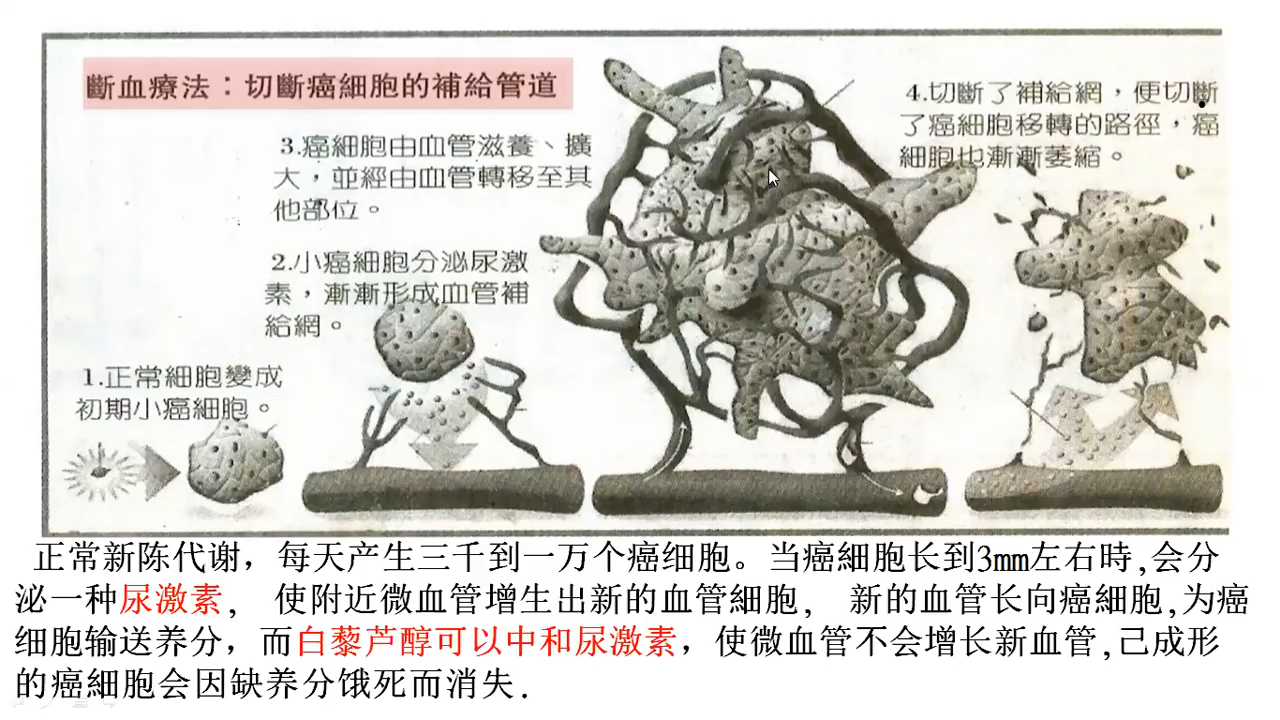 斷血療法：切斷癌細胞的補給管道
3.癌細胞由血管滋養、擴
大，並經由血管轉移至其
他部位。
2.小癌細胞分泌尿激
素，漸漸形成血管補
給網。
1.正常細胞變成
初期小癌細胞。
4.切斷了補給網，便切斷
了癌細胞移轉的路徑，癌
細胞也漸漸萎縮。
正常新陈代谢，每天产生三千到一万个癌细胞。当癌細胞长到3mm左右時,会分
泌一种尿激素， 使附近微血管增生出新的血管細胞， 新的血管长向癌細胞,为癌
细胞输送养分，而白藜芦醇可以中和尿激素，使微血管不会增长新血管,己成形
的癌細胞会因缺养分饿死而消失.